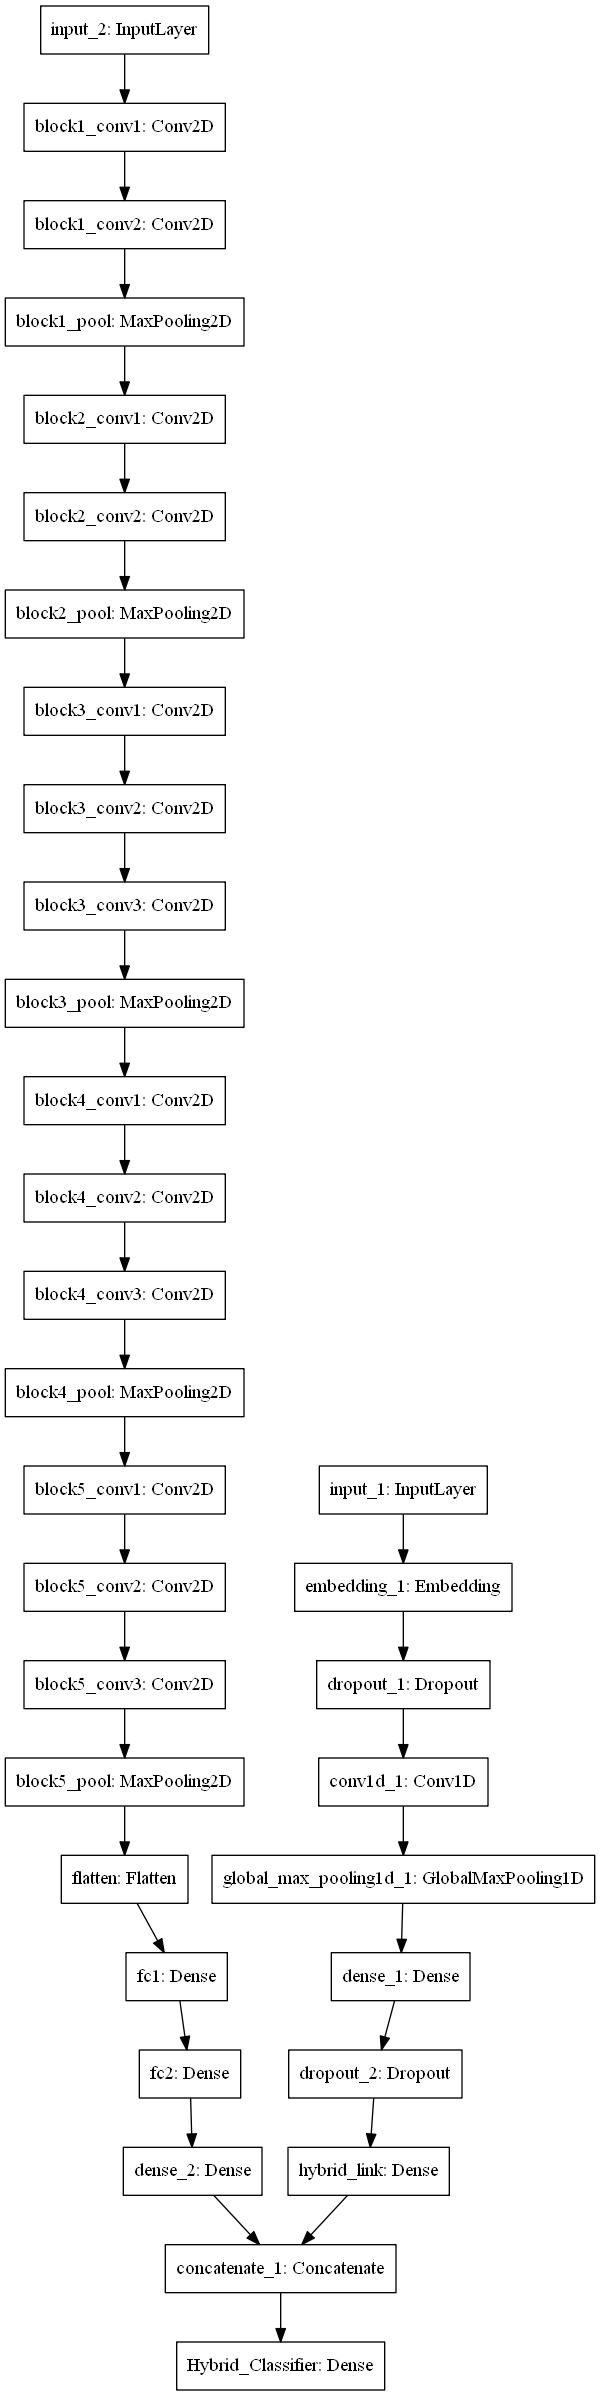 input_2: InputLayer
block1_conv1: Conv2D
block1_conv2: Conv2D
block1_pool: MaxPooling2D
block2_conv1: Conv2D
block2_conv2: Conv2D
block2_pool: MaxPooling2D
block3_conv1: Conv2D
block3_conv2: Conv2D
block3_conv3: Conv2D
block3_pool: MaxPooling2D
block4_conv1: Conv2D
block4_conv2: Conv2D
block4_conv3: Conv2D
block4_pool: MaxPooling2D
block5_conv1: Conv2D
block5_conv2: Conv2D
block5_conv3: Conv2D
block5_pool: MaxPooling2D
flatten: Flatten
fc1: Dense
fc2: Dense
dense_2: Dense
input_1: InputLayer
embedding_1: Embedding
dropout_1: Dropout
conv1d_1: Conv1D
global_max_pooling1d_1: GlobalMaxPooling1D
dense_1: Dense
dropout_2: Dropout
hybrid_link: Dense
concatenate_1: Concatenate
Hybrid_Classifier: Dense